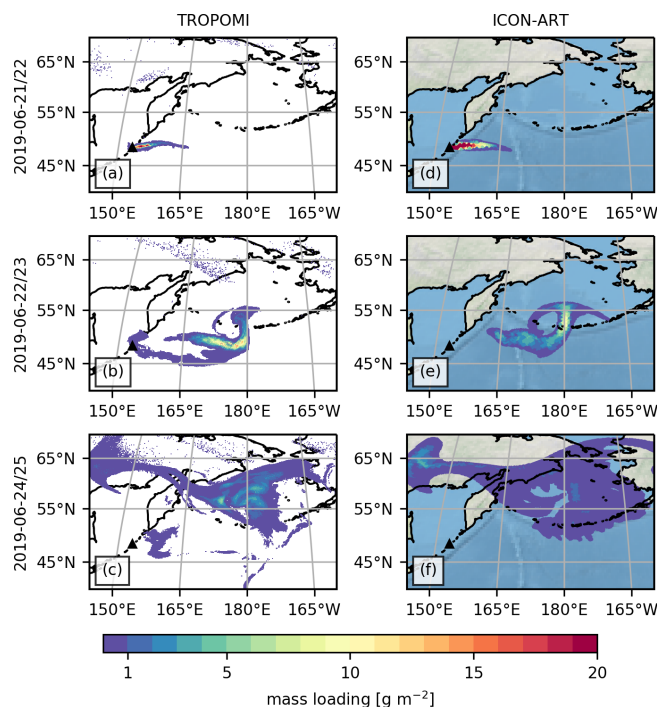 TROPOMI
ICON-ART
2019-06-21/22
65°N
55°N
45°N
(a)
150°E 165°E 180°E 165°W
65°N
55°N
45°N
(d)
150°E 165°E 180°E 165°W
2019-06-22/23
65°N
55°N
45°N
(b)
150°E 165°E 180°E 165°W
65°N
55°N
45°N
(e)
150°E 165°E 180°E 165°W
2019-06-24/25
65°N
55°N
45°N
(c)
150°E 165°E 180°E 165°W
65°N
55°N
45°N
(f)
150°E 165°E 180°E 165°W
1 5 10 15 20
mass loading [g m⁻²]